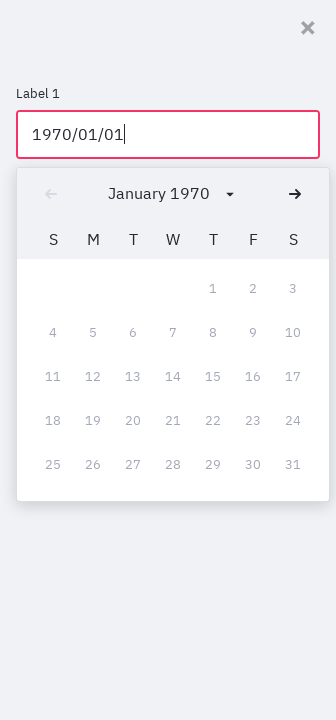 Label 1
1970/01/01
January 1970
S M T W T F S
1 2 3
4 5 6 7 8 9 10
11 12 13 14 15 16 17
18 19 20 21 22 23 24
25 26 27 28 29 30 31